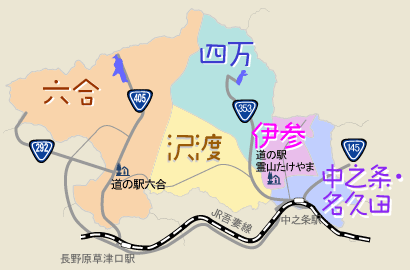 四万
六合
405
353
伊参
292
沢渡
道の駅
霊山たけやま
145
道の駅六合
中之条・
名久田
JR吾妻線
中之条駅
長野原草津口駅